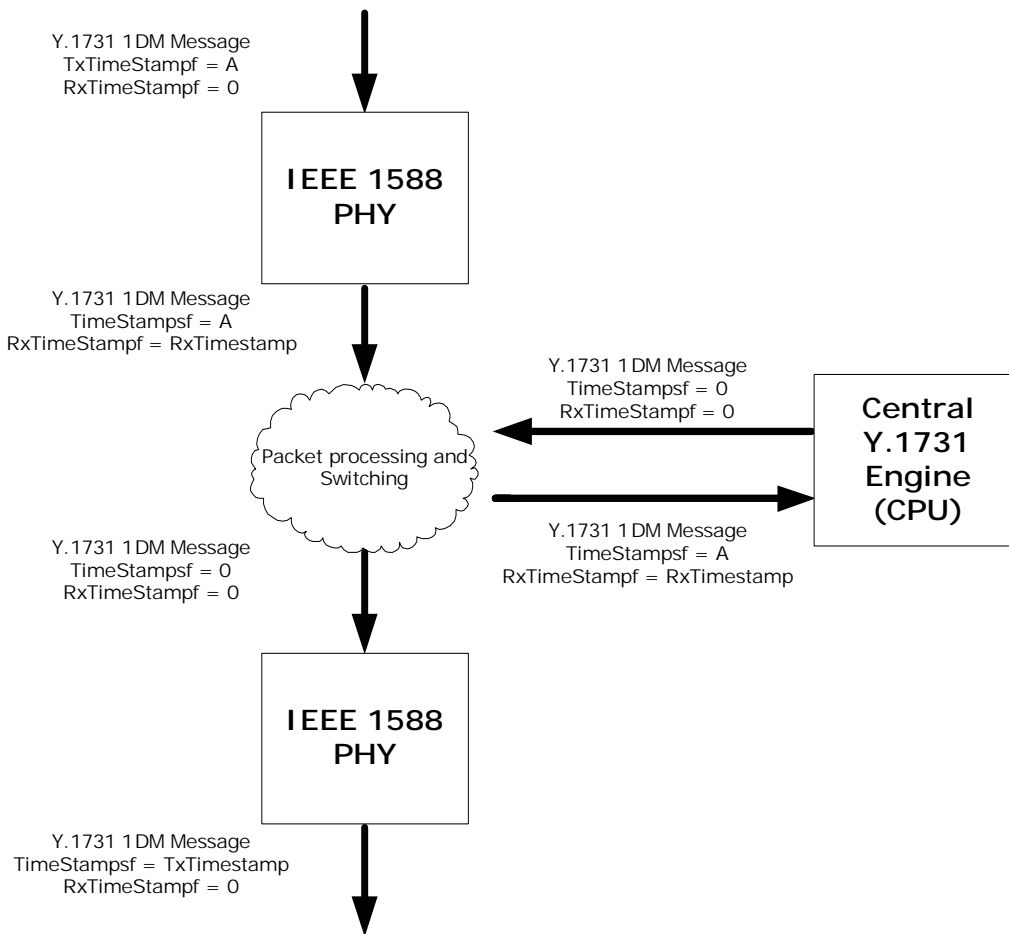 Y.1731 1DM Message
TxTimeStampf = A
RxTimeStampf = 0
IEEE 1588
PHY
Y.1731 1DM Message
TimeStampsf = A
RxTimeStampf = RxTimestamp
Y.1731 1DM Message
TimeStampsf = 0
RxTimeStampf = 0
Central
Y.1731
Engine
(CPU)
Packet processing and
Switching
Y.1731 1DM Message
TimeStampsf = A
RxTimeStampf = RxTimestamp
Y.1731 1DM Message
TimeStampsf = 0
RxTimeStampf = 0
IEEE 1588
PHY
Y.1731 1DM Message
TimeStampsf = TxTimestamp
RxTimeStampf = 0